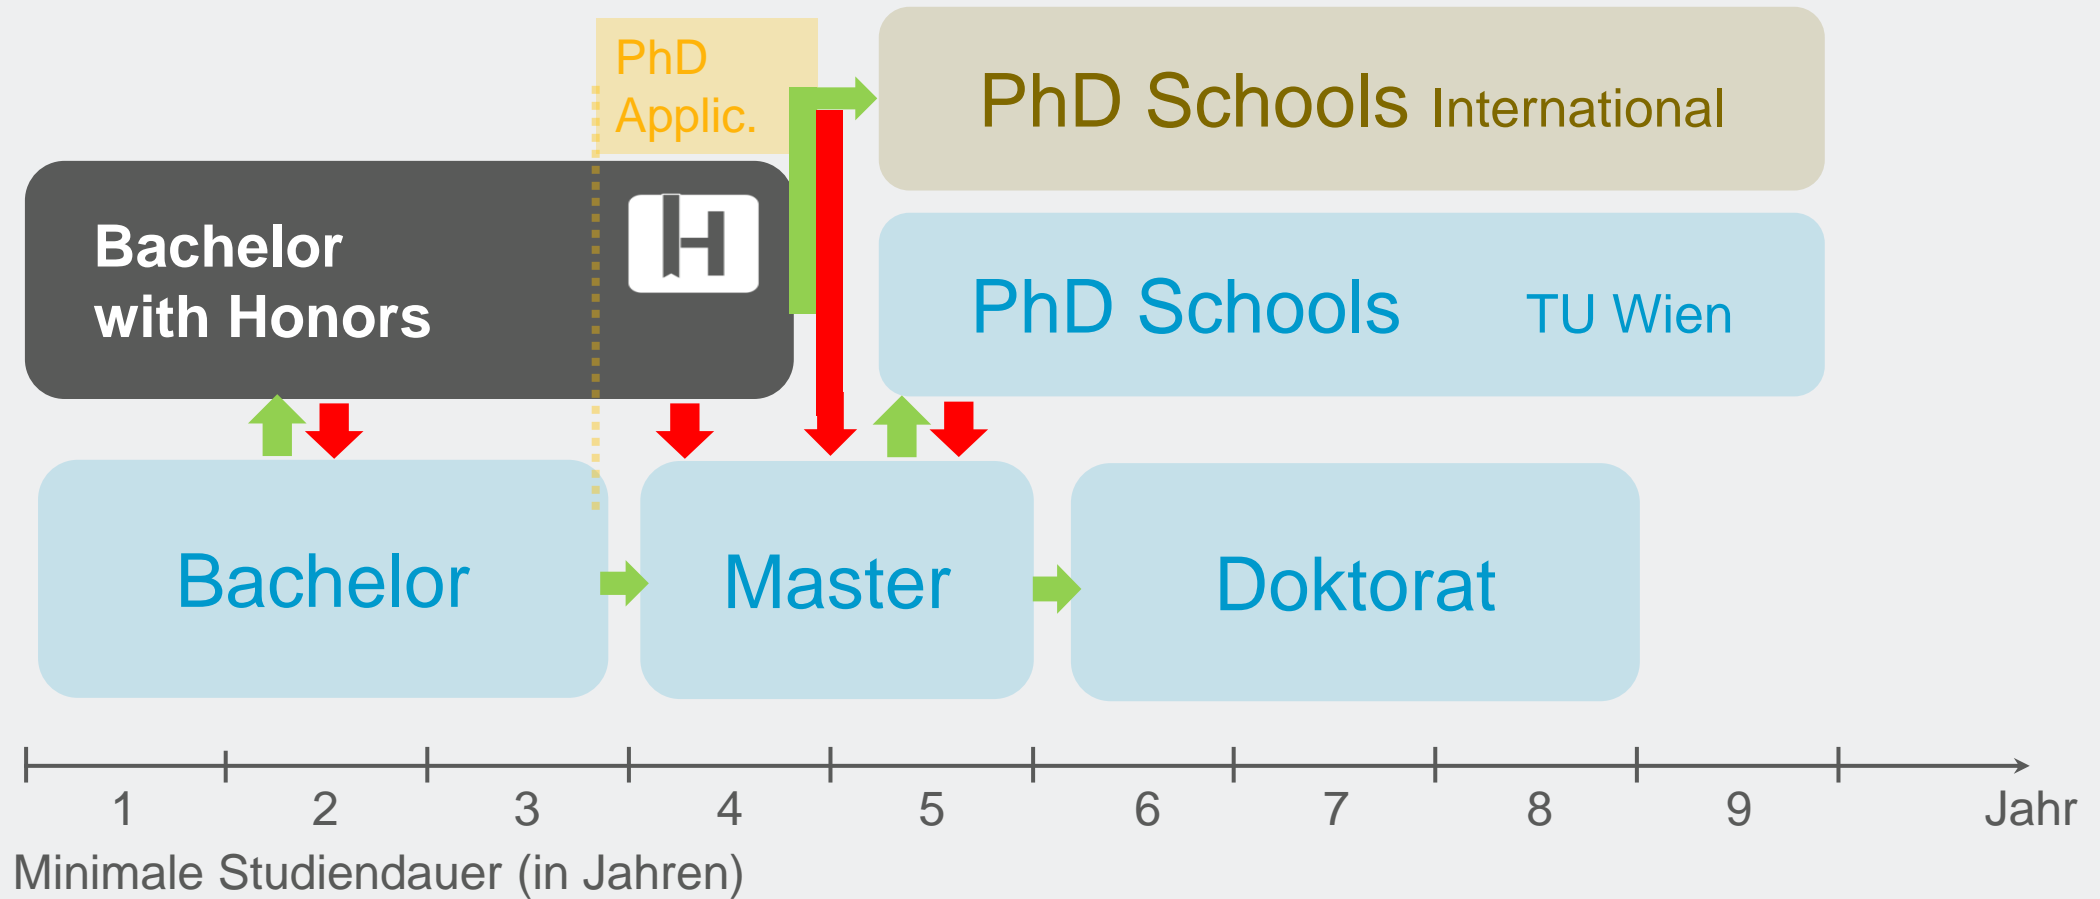 PhD
Applic.
PhD Schools International
Bachelor
with Honors
H
PhD Schools TU Wien
Bachelor
Master
Doktorat
1 2 3 4 5 6 7 8 9 Jahr
Minimale Studiendauer (in Jahren)